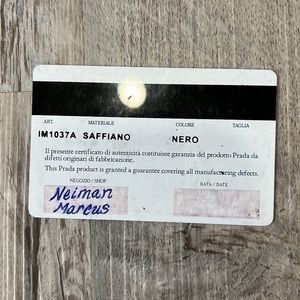 ART. MATERIALE COLORE TAGLIA
IM1037A SAFFIANO NERO
Il presente certificato di autenticità costituisce garanzia del prodotto Prada da
difetti originari di fabbricazione.
This Prada product is granted a guarantee covering all manufacturing defects.
NEGOZIO / SHOP DATA / DATE
Neiman
Marcus